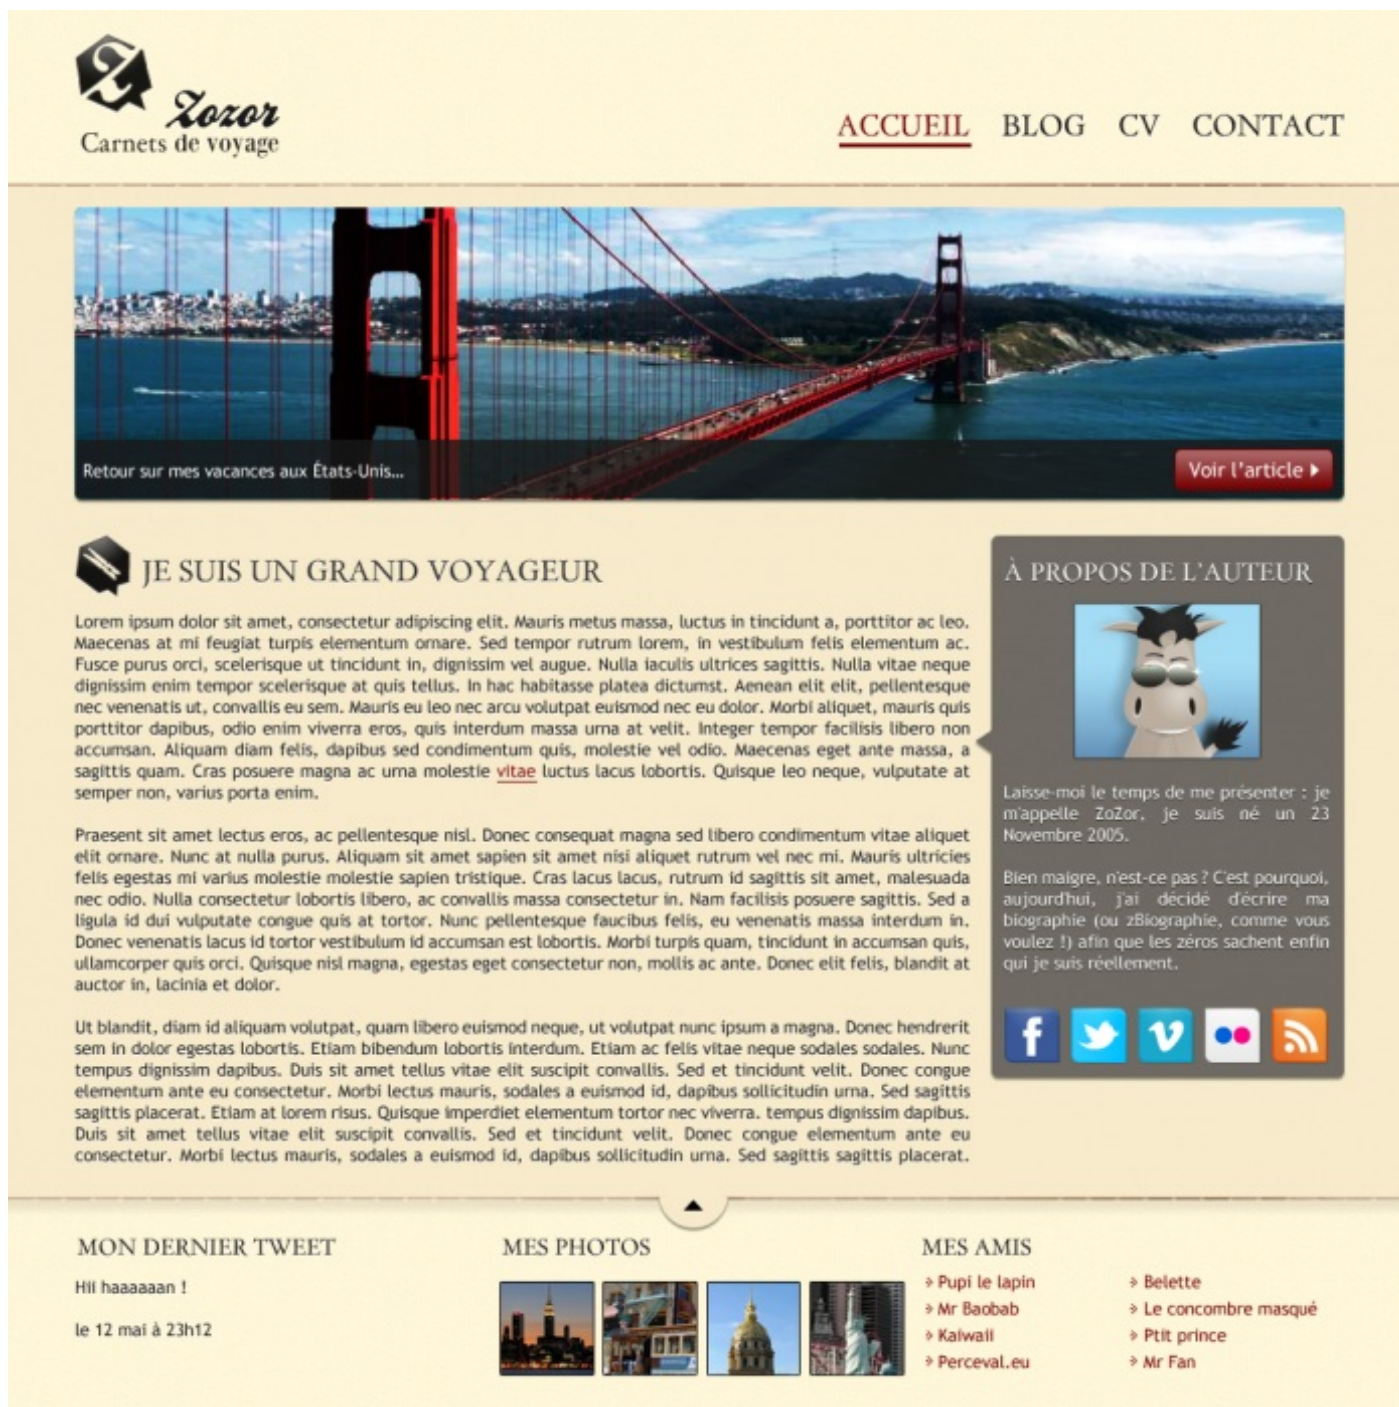 Zozor
Carnets de voyage
ACCUEIL BLOG CV CONTACT
Retour sur mes vacances aux États-Unis...
Voir l'article
JE SUIS UN GRAND VOYAGEUR
Lorem ipsum dolor sit amet, consectetur adipiscing elit. Mauris metus massa, luctus in tincidunt a, porttitor ac leo.
Maecenas at mi feugiat turpis elementum ornare. Sed tempor rutrum lorem, in vestibulum felis elementum ac.
Fusce purus orci, scelerisque ut tincidunt in, dignissim vel augue. Nulla iaculis ultrices sagittis. Nulla vitae neque
dignissim enim tempor scelerisque at quis tellus. In hac habitasse platea dictumst. Aenean elit elit, pellentesque
nec venenatis ut, convallis eu sem. Mauris eu leo nec arcu volutpat euismod nec eu dolor. Morbi aliquet, mauris quis
porttitor dapibus, odio enim viverra eros, quis interdum massa urna at velit. Integer tempor facilisis libero non
accumsan. Aliquam diam felis, dapibus sed condimentum quis, molestie vel odio. Maecenas eget ante massa, a
sagittis quam. Cras posuere magna ac urna molestie vitae luctus lacus lobortis. Quisque leo neque, vulputate at
semper non, varius porta enim.
Praesent sit amet lectus eros, ac pellentesque nisl. Donec consequat magna sed libero condimentum vitae aliquet
elit ornare. Nunc at nulla purus. Aliquam sit amet sapien sit amet nisi aliquet rutrum vel nec mi. Mauris ultricies
felis egestas mi varius molestie molestie sapien tristique. Cras lacus lacus, rutrum id sagittis sit amet, malesuada
nec odio. Nulla consectetur lobortis libero, ac convallis massa consectetur in. Nam facilisis posuere sagittis. Sed a
ligula id dui vulputate congue quis at tortor. Nunc pellentesque faucibus felis, eu venenatis massa interdum in.
Donec venenatis lacus id tortor vestibulum id accumsan est lobortis. Morbi turpis quam, tincidunt in accumsan quis,
ullamcorper quis orci. Quisque nisl magna, egestas eget consectetur non, mollis ac ante. Donec elit felis, blandit at
auctor in, lacinia et dolor.
Ut blandit, diam id aliquam volutpat, quam libero euismod neque, ut volutpat nunc ipsum a magna. Donec hendrerit
sem in dolor egestas lobortis. Etiam bibendum lobortis interdum. Etiam ac felis vitae neque sodales sodales. Nunc
tempus dignissim dapibus. Duis sit amet tellus vitae elit suscipit convallis. Sed et tincidunt velit. Donec congue
elementum ante eu consectetur. Morbi lectus mauris, sodales a euismod id, dapibus sollicitudin urna. Sed sagittis
sagittis placerat. Etiam at lorem risus. Quisque imperdiet elementum tortor nec viverra. tempus dignissim dapibus.
Duis sit amet tellus vitae elit suscipit convallis. Sed et tincidunt velit. Donec congue elementum ante eu
consectetur. Morbi lectus mauris, sodales a euismod id, dapibus sollicitudin urna. Sed sagittis sagittis placerat.
À PROPOS DE L'AUTEUR
Laisse-moi le temps de me présenter : je
m'appelle ZoZor, je suis né un 23
Novembre 2005.
Bien maigre, n'est-ce pas ? C'est pourquoi,
aujourd'hui, j'ai décidé d'écrire ma
biographie (ou zBiographie, comme vous
voulez !) afin que les zéros sachent enfin
qui je suis réellement.
MON DERNIER TWEET
Hii haaaaaan !
le 12 mai à 23h12
MES PHOTOS
MES AMIS
Pupi le lapin
Mr Baobab
Kaiwaii
Perceval.eu
Belette
Le concombre masqué
Ptit prince
Mr Fan